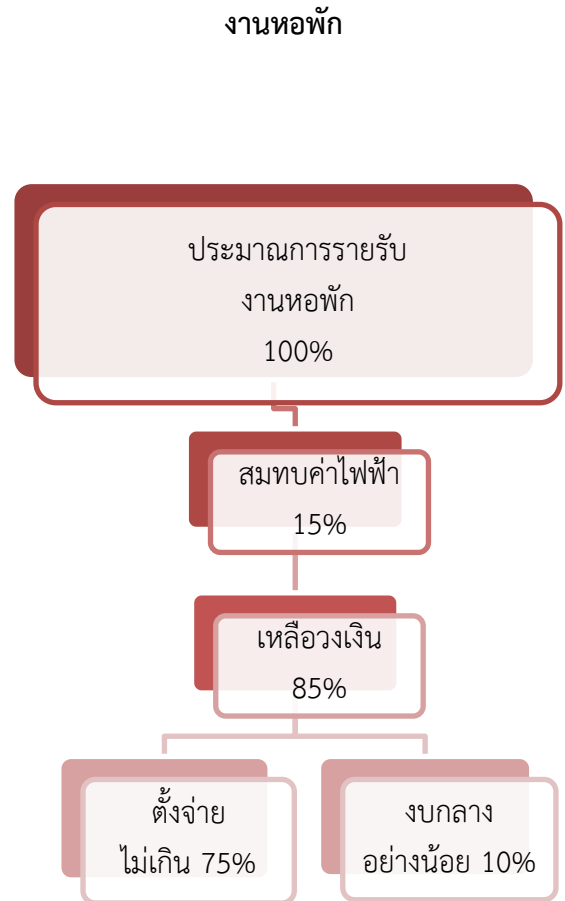 งานหอพัก
ประมาณการรายรับ
งานหอพัก
100%
สมทบค่าไฟฟ้า
15%
เหลือวงเงิน
85%
ตั้งจ่าย
ไม่เกิน 75%
งบกลาง
อย่างน้อย 10%